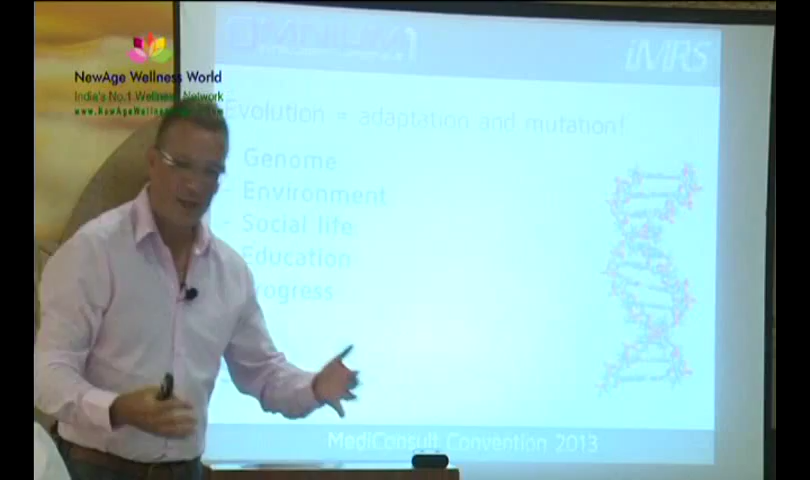 OMNIUM1
iMRS
NewAge Wellness World
India's No.1 Wellness Network
Evolution = adaptation and mutation!
- Genome
- Environment
- Social life
Education
rogress
MediConsult Convention 2013